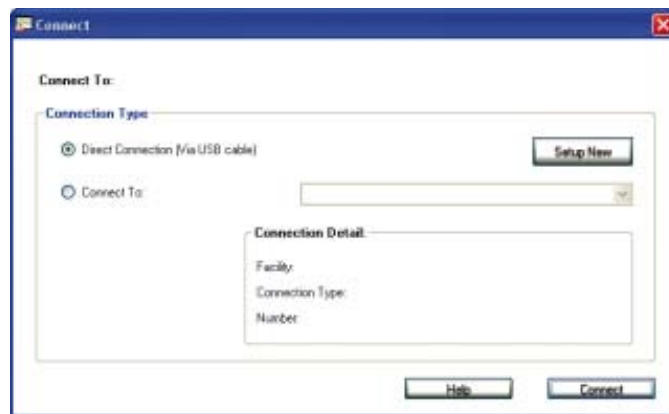 Connect
Connect To:
Connection Type
Direct Connection (Via USB cable)
Setup New
Connect To:
Connection Detail
Facility:
Connection Type:
Number
Help
Connect